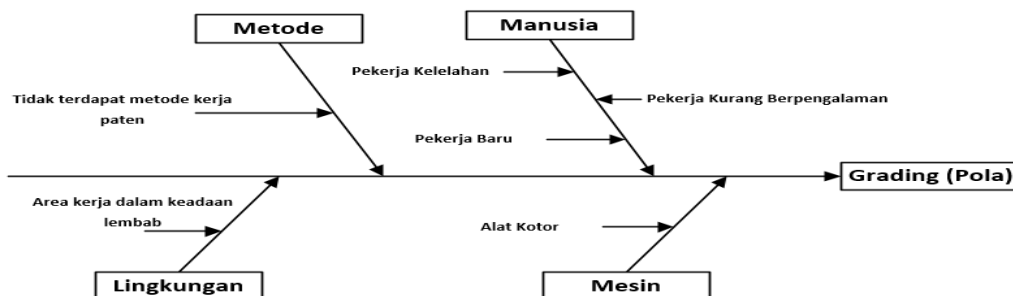 Metode
Manusia
Pekerja Kelelahan
Tidak terdapat metode kerja
paten
Pekerja Kurang Berpengalaman
Pekerja Baru
Grading (Pola)
Area kerja dalam keadaan
lembab
Alat Kotor
Lingkungan
Mesin